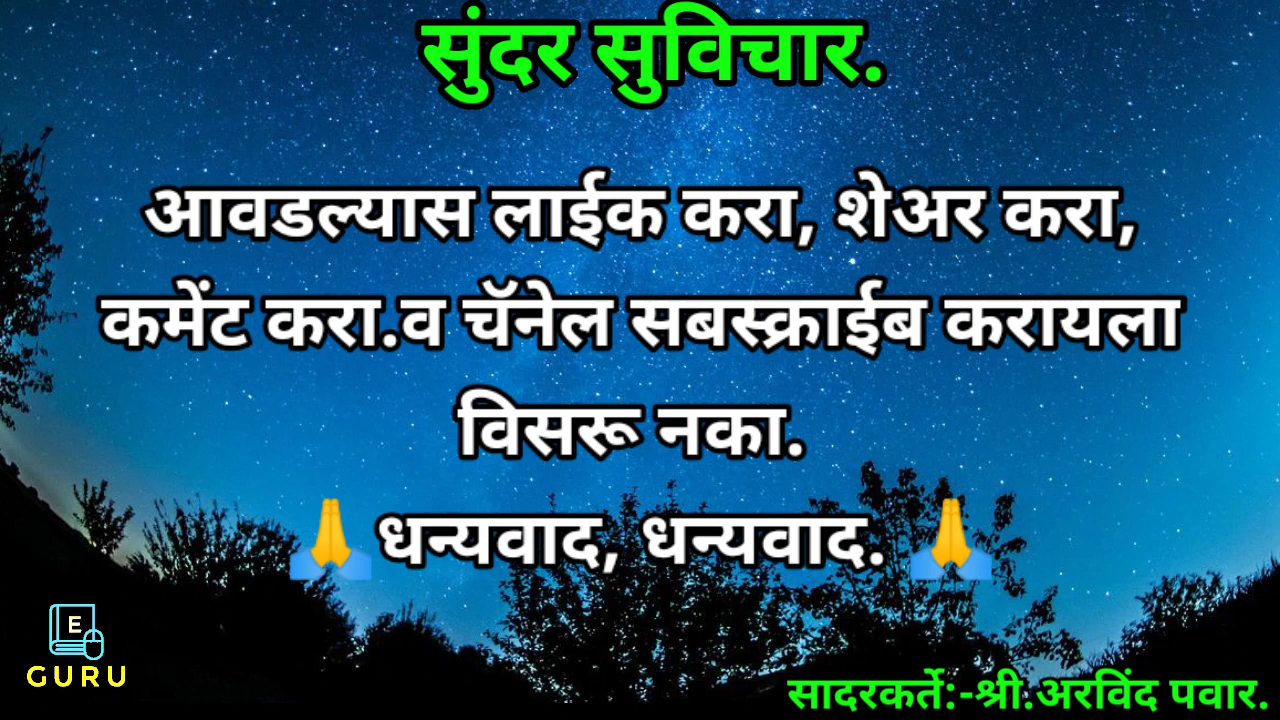 सुंदर सुविचार.
आवडल्यास लाईक करा, शेअर करा,
कमेंट करा.व चॅनेल सबस्क्राईब करायला
विसरू नका.
🙏धन्यवाद, धन्यवाद. 🙏
E
GURU
सादरकर्ते:-श्री.अरविंद पवार.